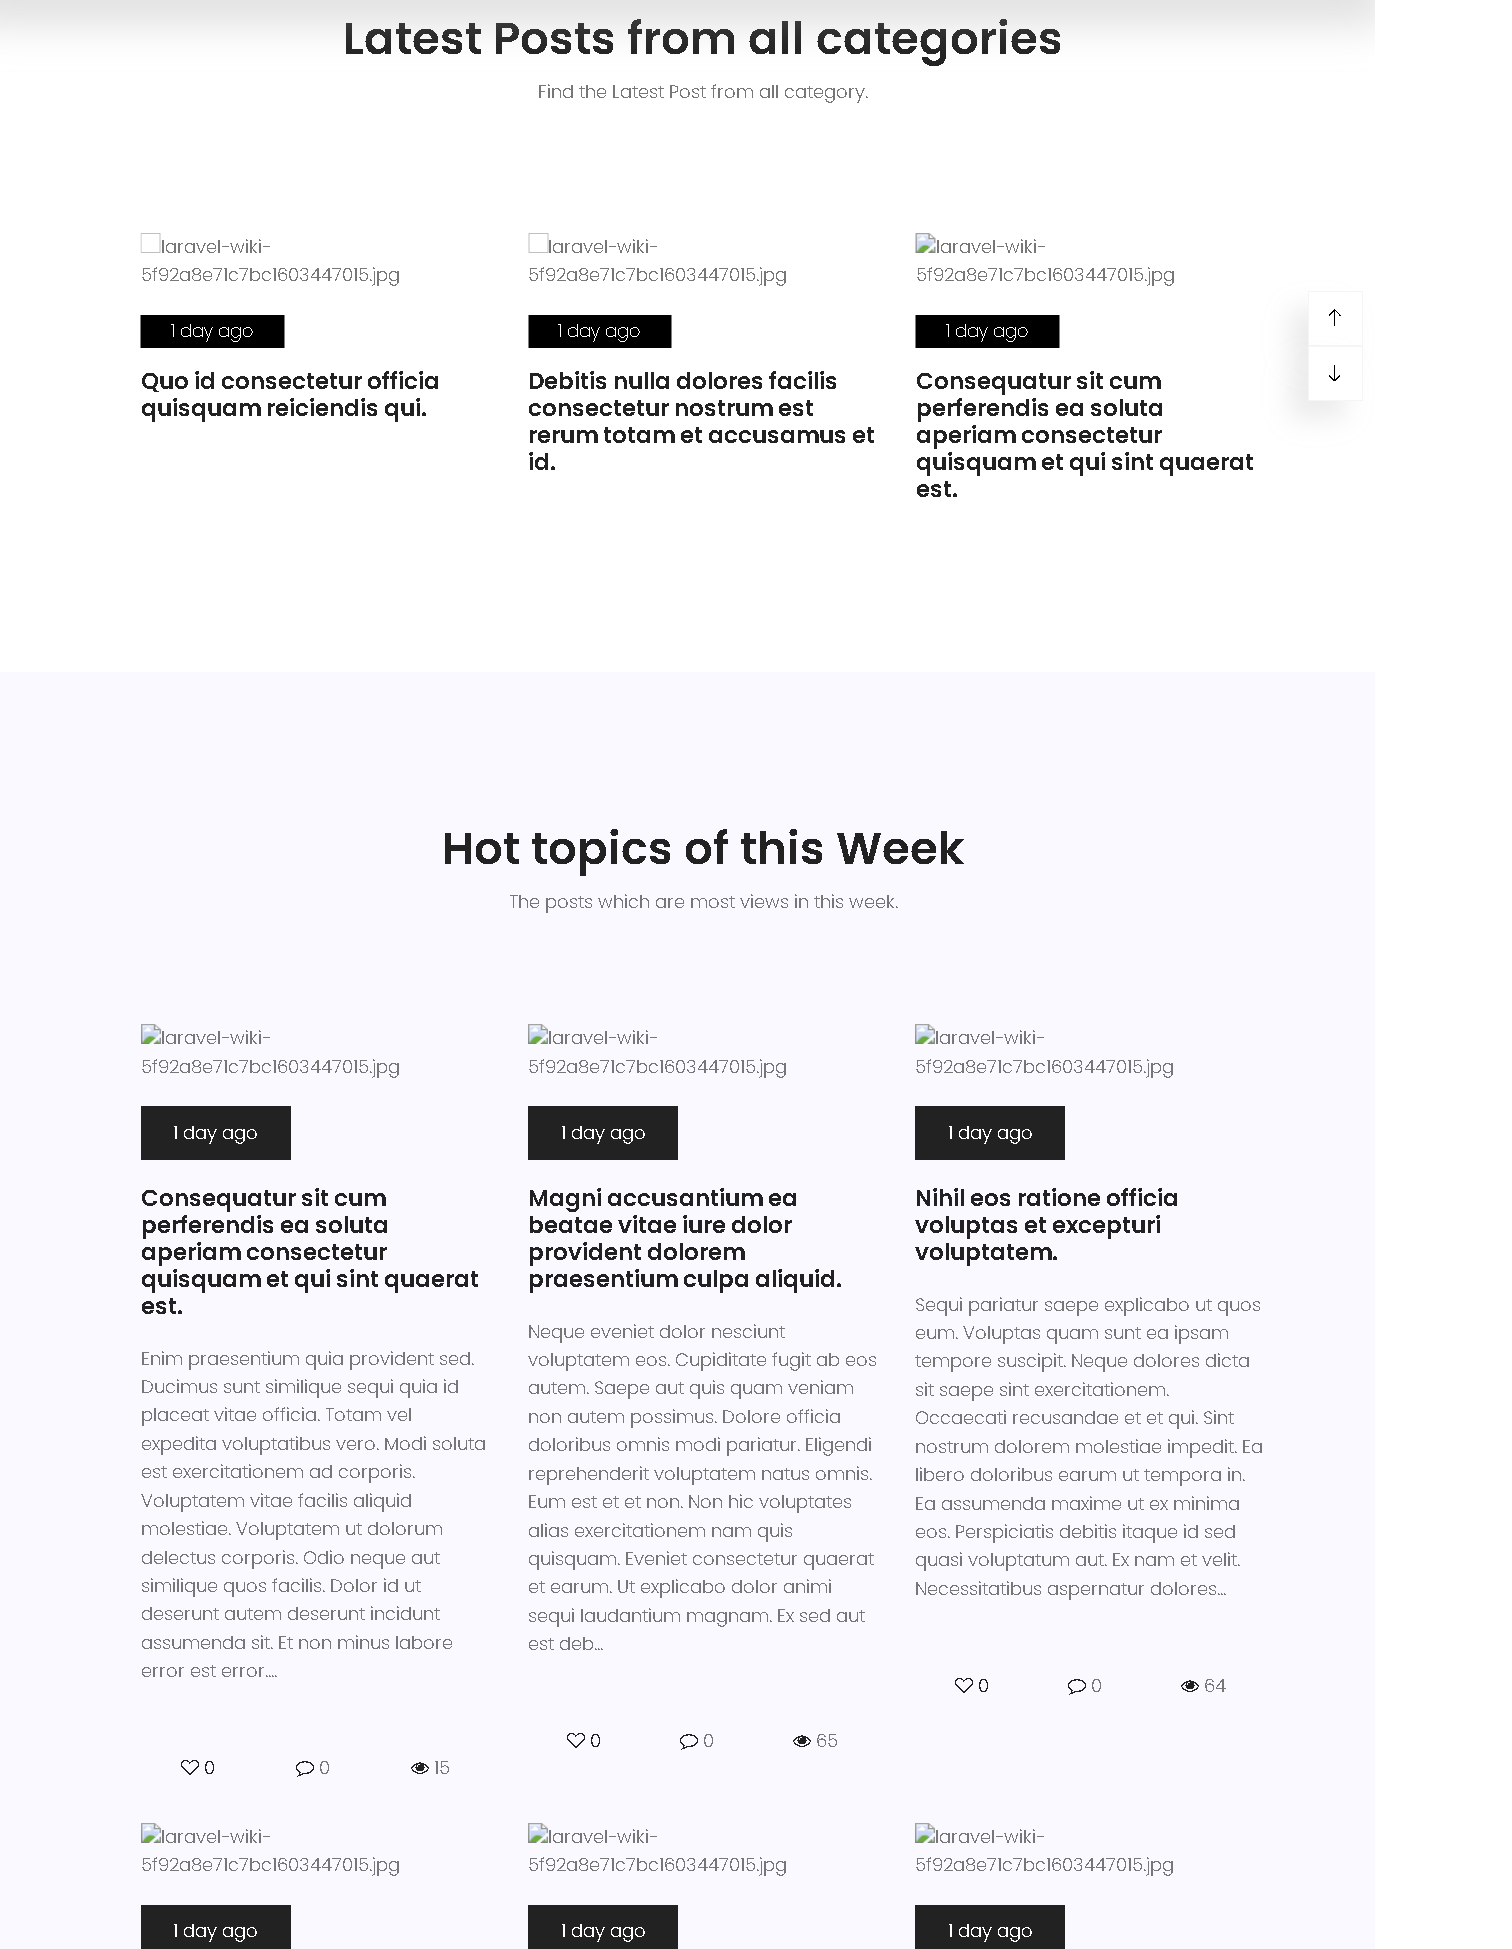 Latest Posts from all categories
Find the Latest Post from all category.
laravel-wiki-
5f92a8e71c7bc1603447015.jpg
1 day ago
Quo id consectetur officia
quisquam reiciendis qui.
laravel-wiki-
5f92a8e71c7bc1603447015.jpg
1 day ago
Debitis nulla dolores facilis
consectetur nostrum est
rerum totam et accusamus et
id.
laravel-wiki-
5f92a8e71c7bc1603447015.jpg
1 day ago
Consequatur sit cum
perferendis ea soluta
aperiam consectetur
quisquam et qui sint quaerat
est.
Hot topics of this Week
The posts which are most views in this week.
laravel-wiki-
5f92a8e71c7bc1603447015.jpg
1 day ago
Consequatur sit cum
perferendis ea soluta
aperiam consectetur
quisquam et qui sint quaerat
est.
Enim praesentium quia provident sed.
Ducimus sunt similique sequi quia id
placeat vitae officia. Totam vel
expedita voluptatibus vero. Modi soluta
est exercitationem ad corporis.
Voluptatem vitae facilis aliquid
molestiae. Voluptatem ut dolorum
delectus corporis. Odio neque aut
similique quos facilis. Dolor id ut
deserunt autem deserunt incidunt
assumenda sit. Et non minus labore
error est error....
0 0 15
laravel-wiki-
5f92a8e71c7bc1603447015.jpg
1 day ago
Magni accusantium ea
beatae vitae iure dolor
provident dolorem
praesentium culpa aliquid.
Neque eveniet dolor nesciunt
voluptatem eos. Cupiditate fugit ab eos
autem. Saepe aut quis quam veniam
non autem possimus. Dolore officia
doloribus omnis modi pariatur. Eligendi
reprehenderit voluptatem natus omnis.
Eum est et et non. Non hic voluptates
alias exercitationem nam quis
quisquam. Eveniet consectetur quaerat
et earum. Ut explicabo dolor animi
sequi laudantium magnam. Ex sed aut
est deb...
0 0 65
laravel-wiki-
5f92a8e71c7bc1603447015.jpg
1 day ago
Nihil eos ratione officia
voluptas et excepturi
voluptatem.
Sequi pariatur saepe explicabo ut quos
eum. Voluptas quam sunt ea ipsam
tempore suscipit. Neque dolores dicta
sit saepe sint exercitationem.
Occaecati recusandae et et qui. Sint
nostrum dolorem molestiae impedit. Ea
libero doloribus earum ut tempora in.
Ea assumenda maxime ut ex minima
eos. Perspiciatis debitis itaque id sed
quasi voluptatum aut. Ex nam et velit.
Necessitatibus aspernatur dolores...
0 0 64
laravel-wiki-
5f92a8e71c7bc1603447015.jpg
1 day ago
laravel-wiki-
5f92a8e71c7bc1603447015.jpg
1 day ago
laravel-wiki-
5f92a8e71c7bc1603447015.jpg
1 day ago